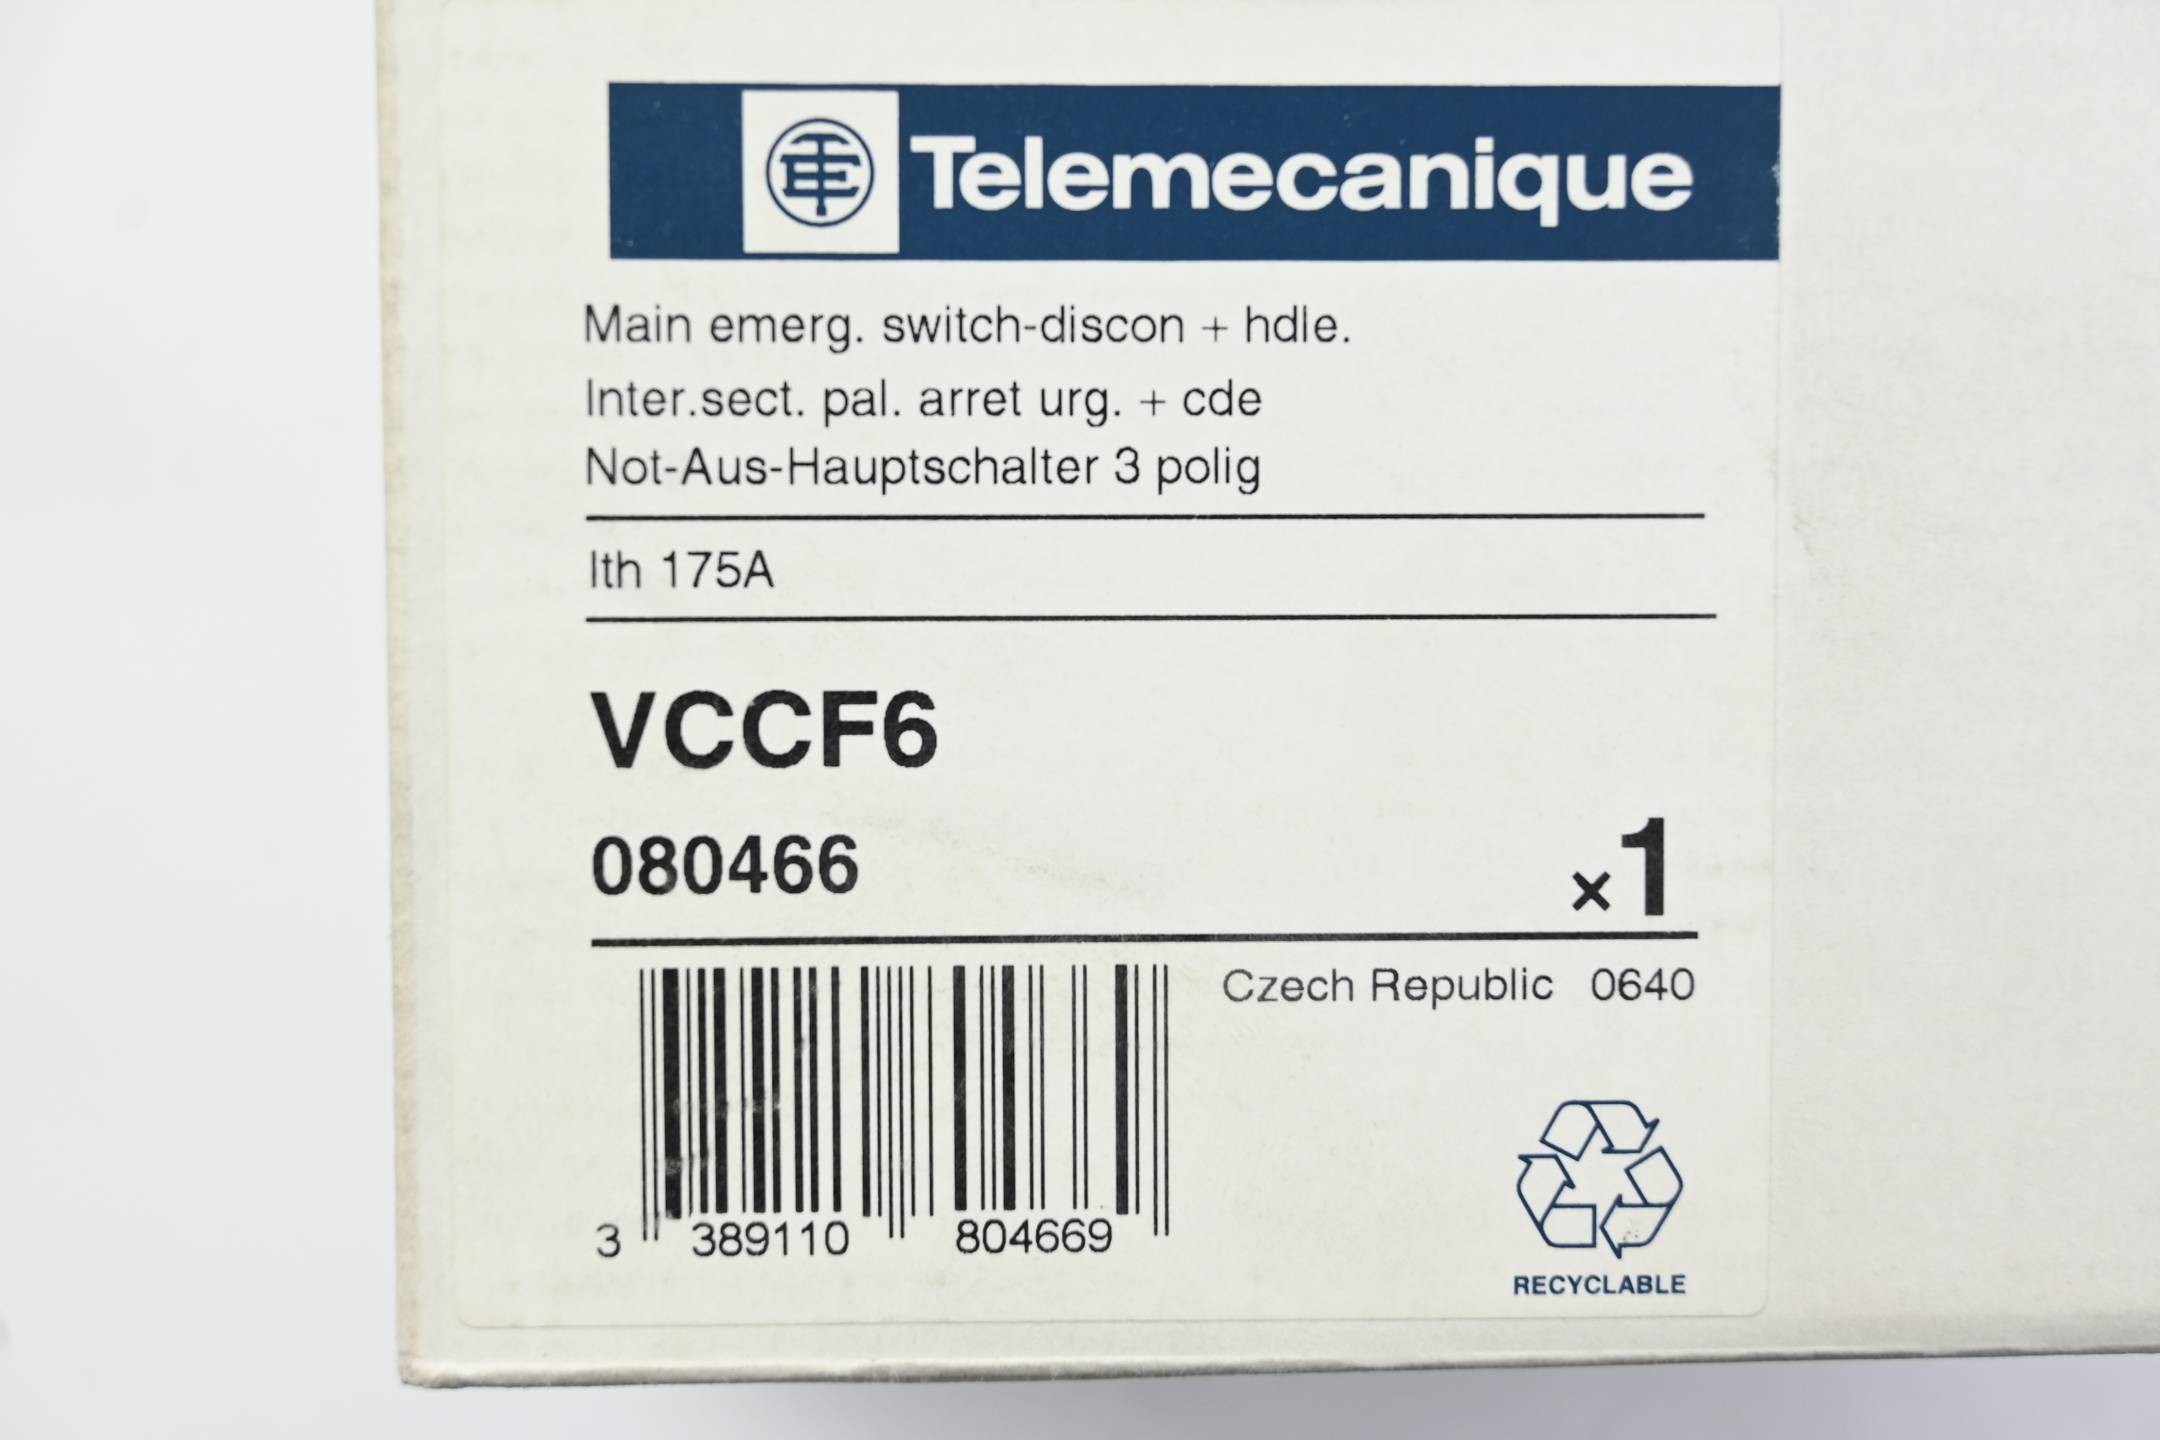 Telemecanique
Main emerg. switch-discon + hdle.
Inter.sect. pal. arret urg. + cde
Not-Aus-Hauptschalter 3 polig
Ith 175A
VCCF6
080466
×1
Czech Republic 0640
3 389110 804669
RECYCLABLE